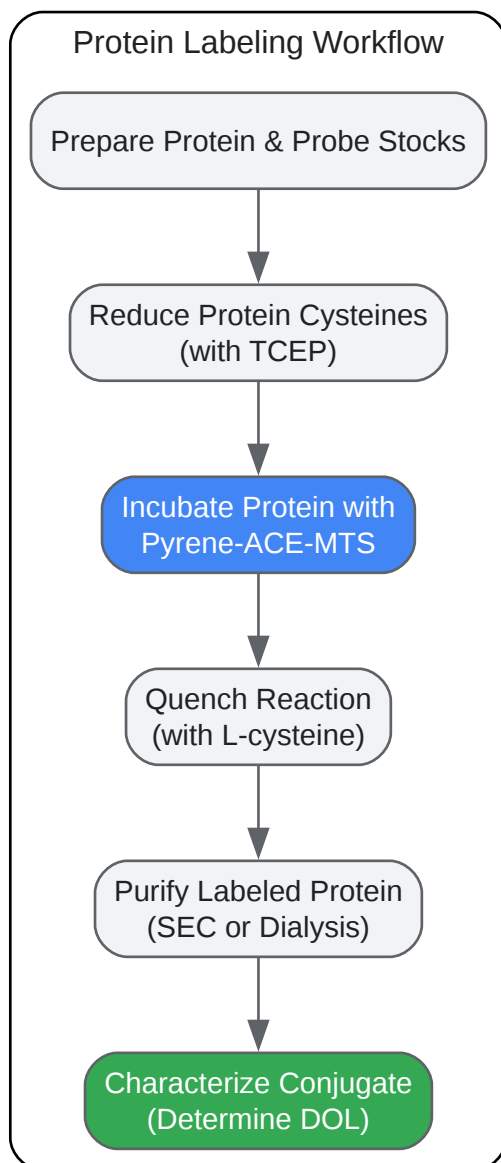 Protein Labeling Workflow
Prepare Protein & Probe Stocks
Reduce Protein Cysteines
(with TCEP)
Incubate Protein with
Pyrene-ACE-MTS
Quench Reaction
(with L-cysteine)
Purify Labeled Protein
(SEC or Dialysis)
Characterize Conjugate
(Determine DOL)